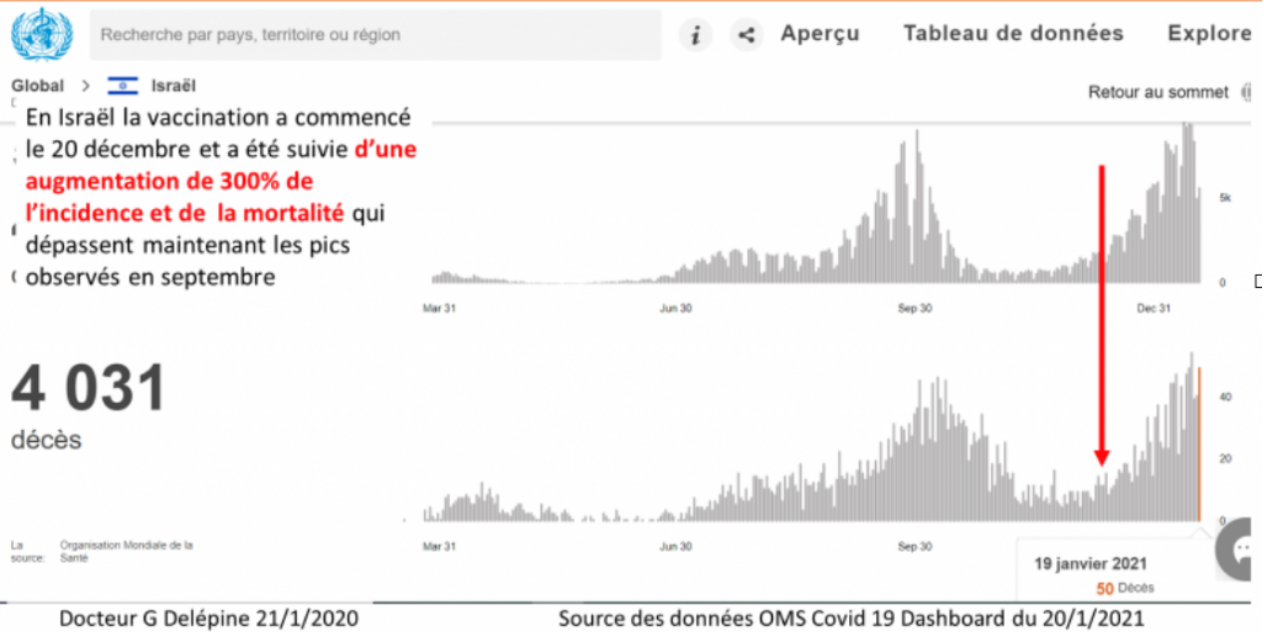 Recherche par pays, territoire ou région
i
Aperçu
Tableau de données
Explore
Global > Israël
Retour au sommet
En Israël la vaccination a commencé
le 20 décembre et a été suivie d'une
augmentation de 300% de
l'incidence et de la mortalité qui
dépassent maintenant les pics
observés en septembre
5k
0
Mar 31
Jun 30
Sep 30
Dec 31
4 031
décès
40
20
0
Mar 31
Jun 30
Sep 30
La source:
Organisation Mondiale de la
Santé
19 janvier 2021
50 Décès
Docteur G Delépine 21/1/2020
Source des données OMS Covid 19 Dashboard du 20/1/2021